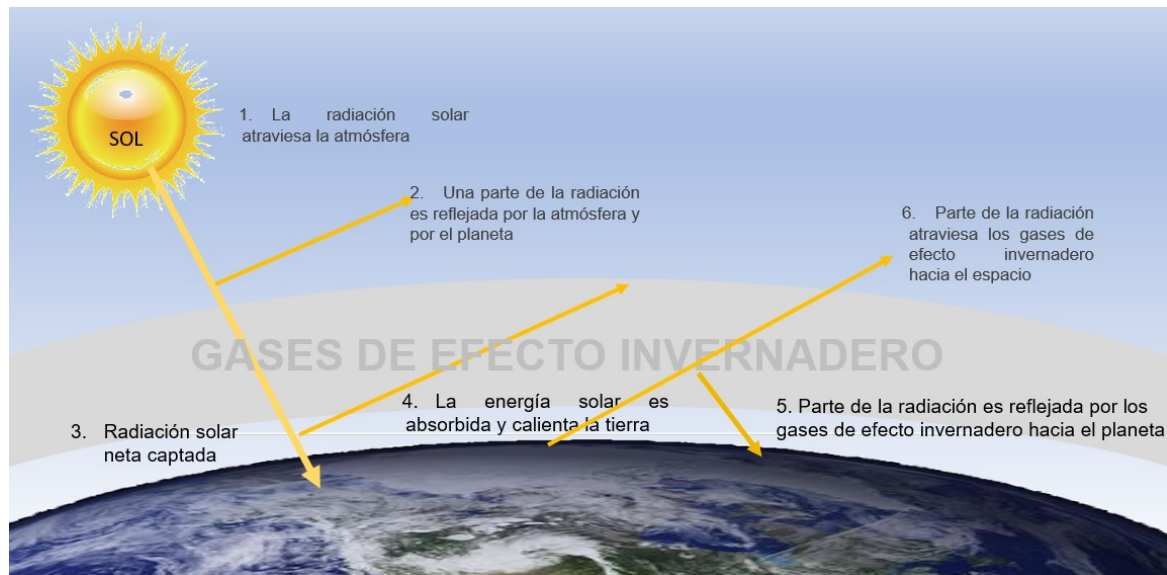 SOL
1. La radiación solar
atraviesa la atmósfera
2. Una parte de la radiación
es reflejada por la atmósfera y
por el planeta
6. Parte de la radiación
atraviesa los gases de
efecto invernadero
hacia el espacio
GASES DE EFECTO INVERNADERO
3. Radiación solar
neta captada
4. La energía solar es
absorbida y calienta la tierra
5. Parte de la radiación es reflejada por los
gases de efecto invernadero hacia el planeta